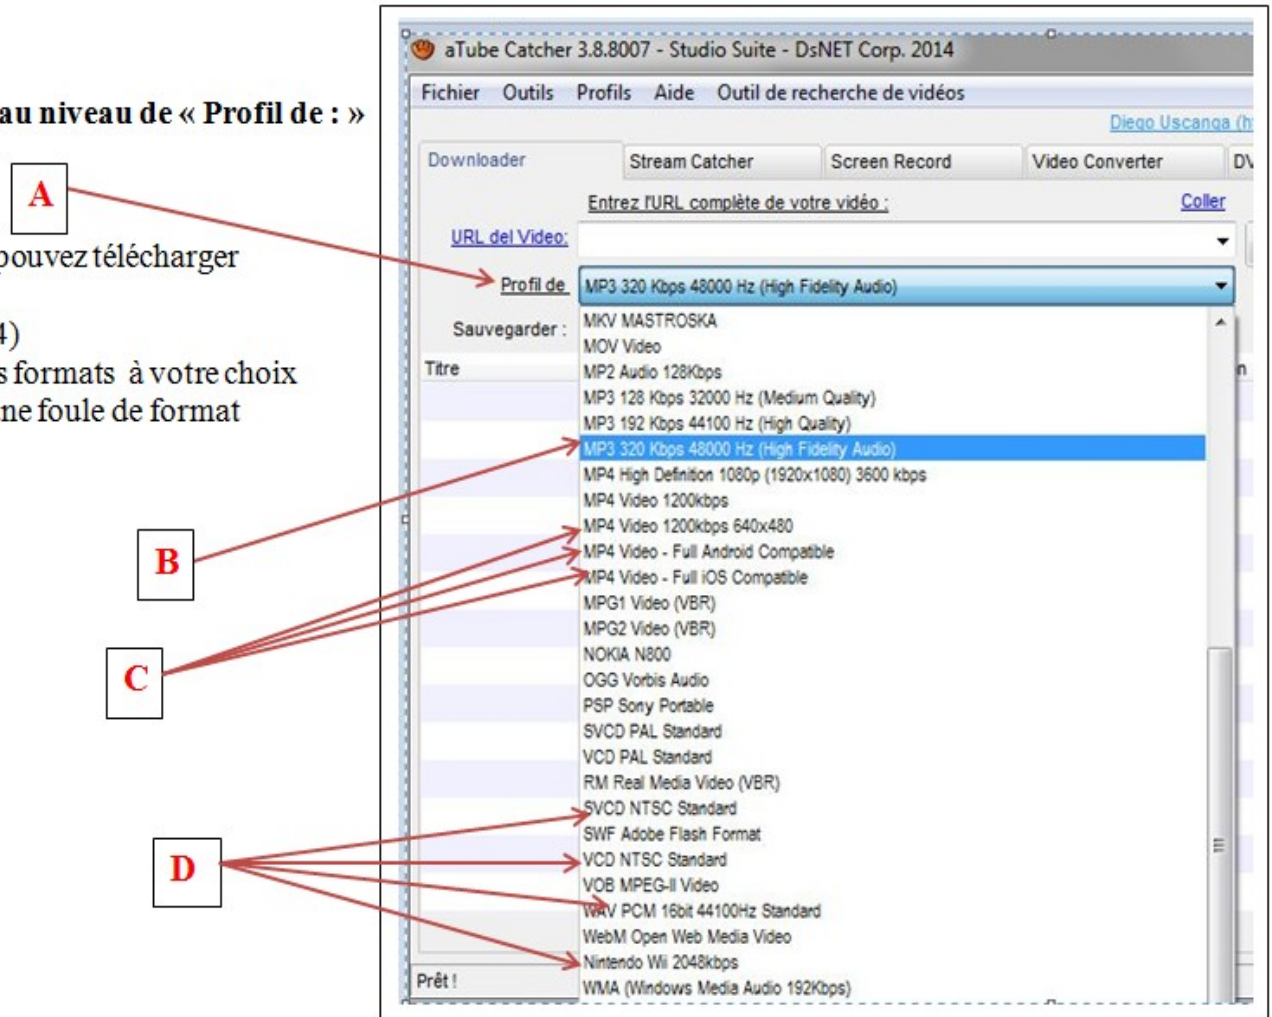 au niveau de « Profil de : »
A
pouvez télécharger
4)
s formats à votre choix
ne foule de format
B
C
D
aTube Catcher 3.8.8007 - Studio Suite - DsNET Corp. 2014
Fichier Outils Profils Aide Outil de recherche de vidéos
Diego Uscanga (h
Downloader Stream Catcher Screen Record Video Converter DV
Entrez l'URL complète de votre vidéo : Coller
URL del Video:
Profil de MP3 320 Kbps 48000 Hz (High Fidelity Audio)
Sauvegarder :
Titre n
MKV MASTROSKA
MOV Video
MP2 Audio 128Kbps
MP3 128 Kbps 32000 Hz (Medium Quality)
MP3 192 Kbps 44100 Hz (High Quality)
MP3 320 Kbps 48000 Hz (High Fidelity Audio)
MP4 High Definition 1080p (1920x1080) 3600 kbps
MP4 Video 1200kbps
MP4 Video 1200kbps 640x480
MP4 Video - Full Android Compatible
MP4 Video - Full iOS Compatible
MPG1 Video (VBR)
MPG2 Video (VBR)
NOKIA N800
OGG Vorbis Audio
PSP Sony Portable
SVCD PAL Standard
VCD PAL Standard
RM Real Media Video (VBR)
SVCD NTSC Standard
SWF Adobe Flash Format
VCD NTSC Standard
VOB MPEG-II Video
WAV PCM 16bit 44100Hz Standard
WebM Open Web Media Video
Nintendo Wii 2048kbps
WMA (Windows Media Audio 192Kbps)
Prêt !